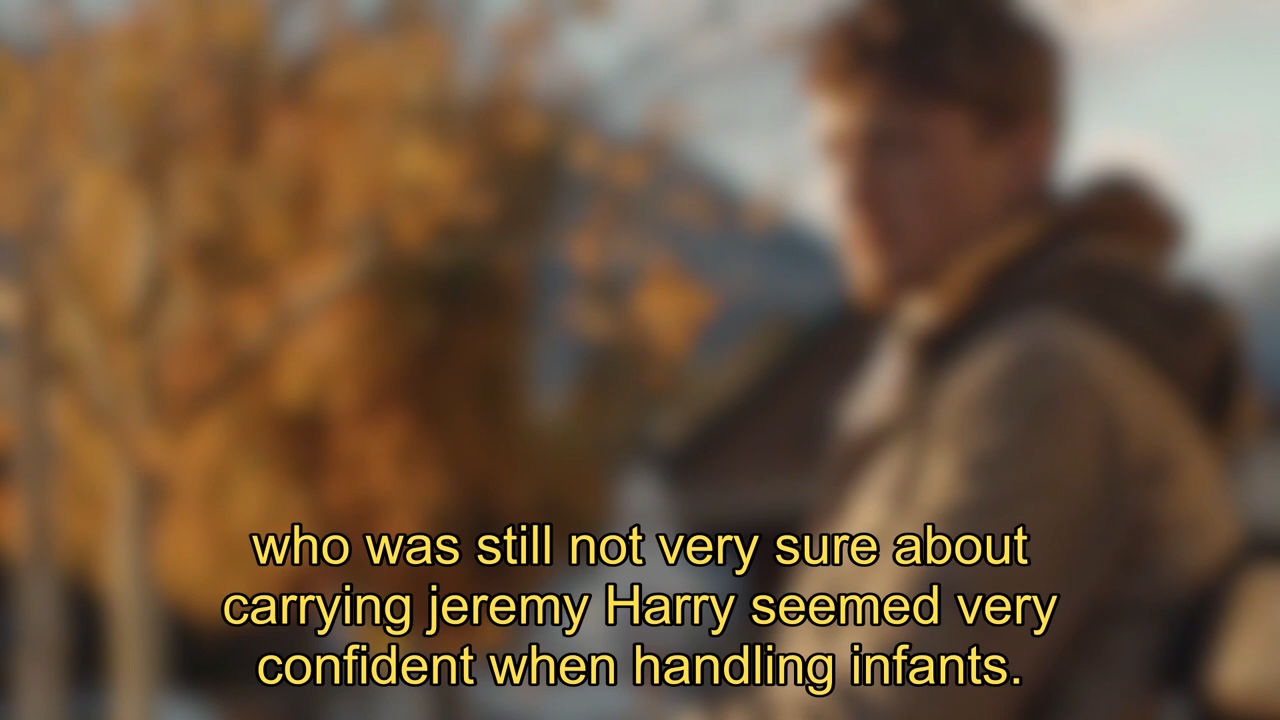 who was still not very sure about
carrying jeremy Harry seemed very
confident when handling infants.